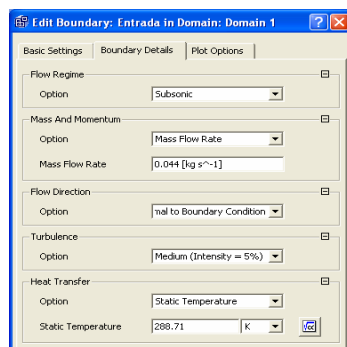 Edit Boundary: Entrada in Domain: Domain 1
Basic Settings Boundary Details Plot Options
Flow Regime
Option Subsonic
Mass And Momentum
Option Mass Flow Rate
Mass Flow Rate 0.044 [kg s^-1]
Flow Direction
Option to Boundary Condition
Turbulence
Option Medium (Intensity = 5%)
Heat Transfer
Option Static Temperature
Static Temperature 288.71 K